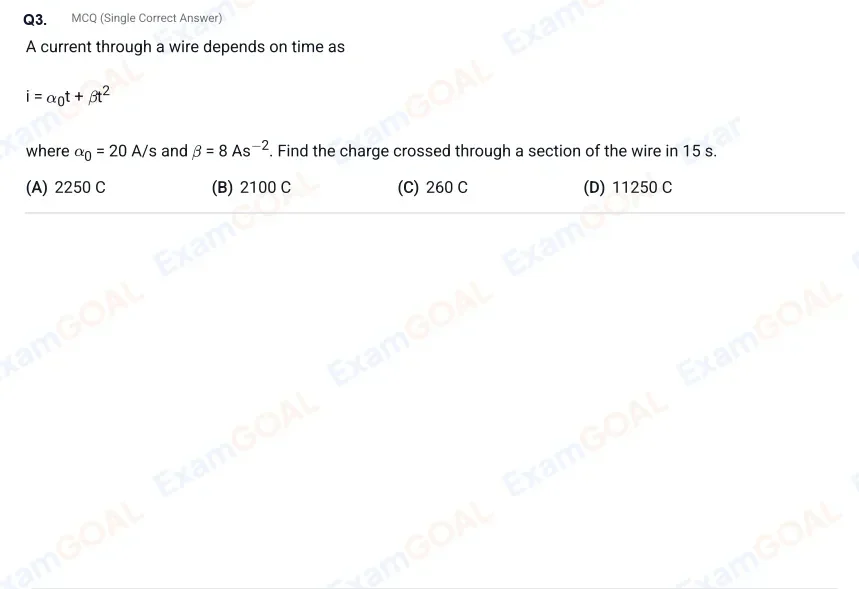 Q3. MCQ (Single Correct Answer)
A current through a wire depends on time as
i = α₀t + βt²
where α₀ = 20 A/s and β = 8 As⁻². Find the charge crossed through a section of the wire in 15 s.
(A) 2250 C (B) 2100 C (C) 260 C (D) 11250 C
ExamGOAL